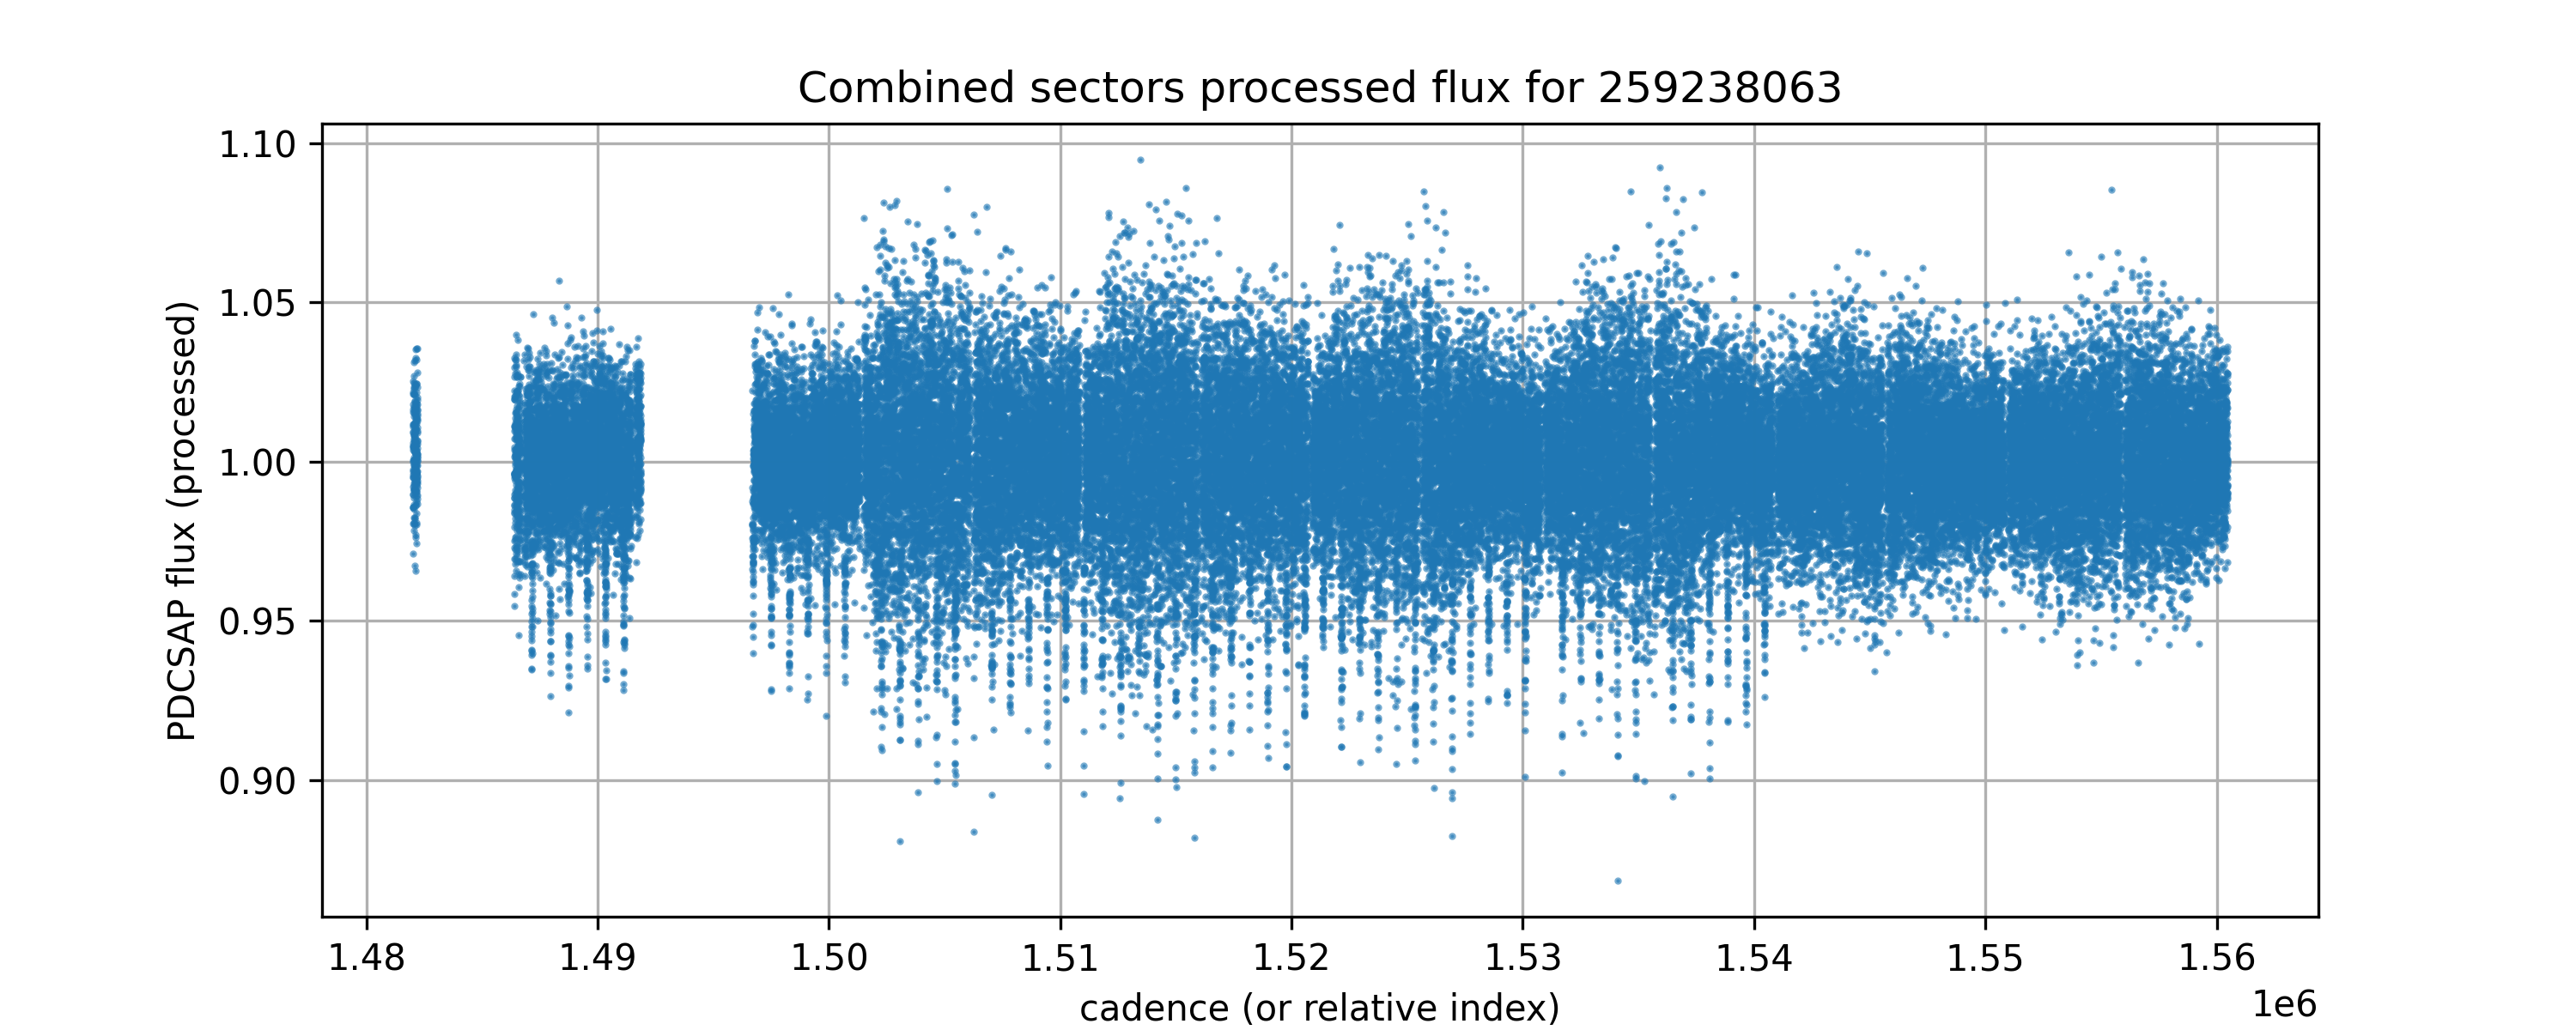 Combined sectors processed flux for 259238063
PDCSAP flux (processed)
1.10
1.05
1.00
0.95
0.90
1.48 1.49 1.50 1.51 1.52 1.53 1.54 1.55 1.56
1e6
cadence (or relative index)